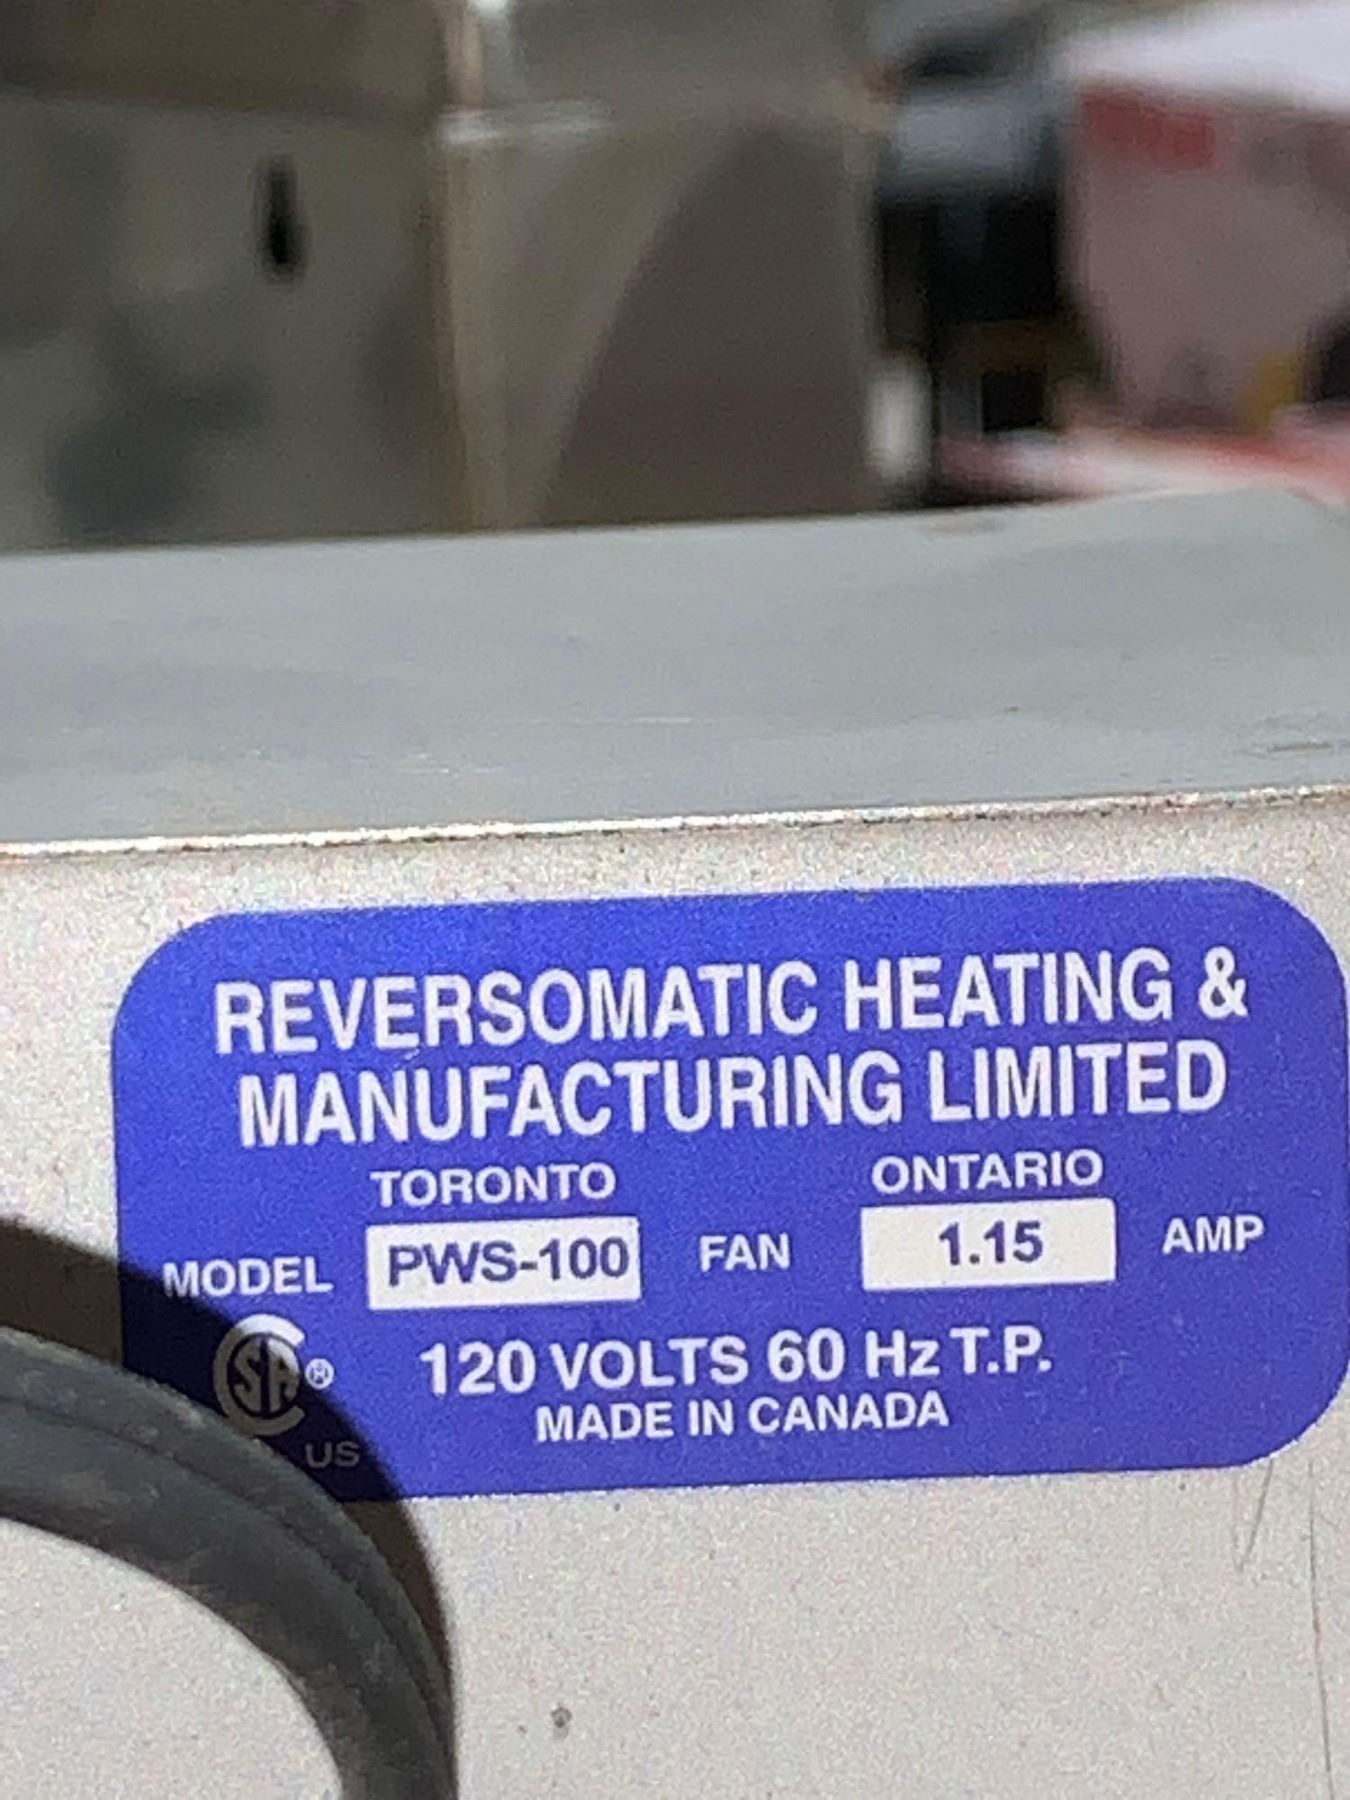 REVERSOMATIC HEATING &
MANUFACTURING LIMITED
TORONTO ONTARIO
MODEL PWS-100 FAN 1.15 AMP
SA ® 120 VOLTS 60 Hz T.P.
MADE IN CANADA
US